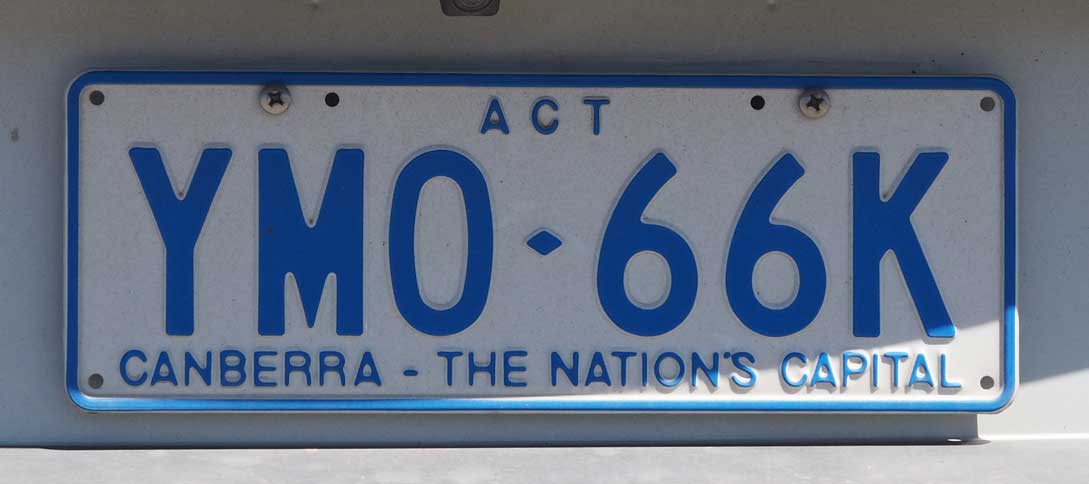 ACT
YMO·66K
CANBERRA - THE NATION'S CAPITAL